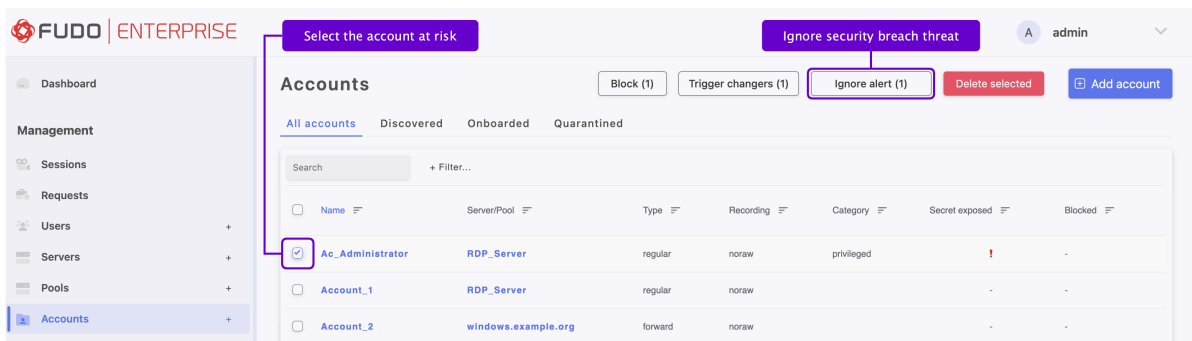 FUDO ENTERPRISE
Select the account at risk
Ignore security breach threat
A admin
Dashboard
Management
Sessions
Requests
Users +
Servers +
Pools +
Accounts +
Accounts
Block (1) Trigger changers (1) Ignore alert (1) Delete selected Add account
All accounts Discovered Onboarded Quarantined
Search + Filter...
Name Server/Pool Type Recording Category Secret exposed Blocked
Ac_Administrator RDP_Server regular noraw privileged ! -
Account_1 RDP_Server regular noraw - -
Account_2 windows.example.org forward noraw - -